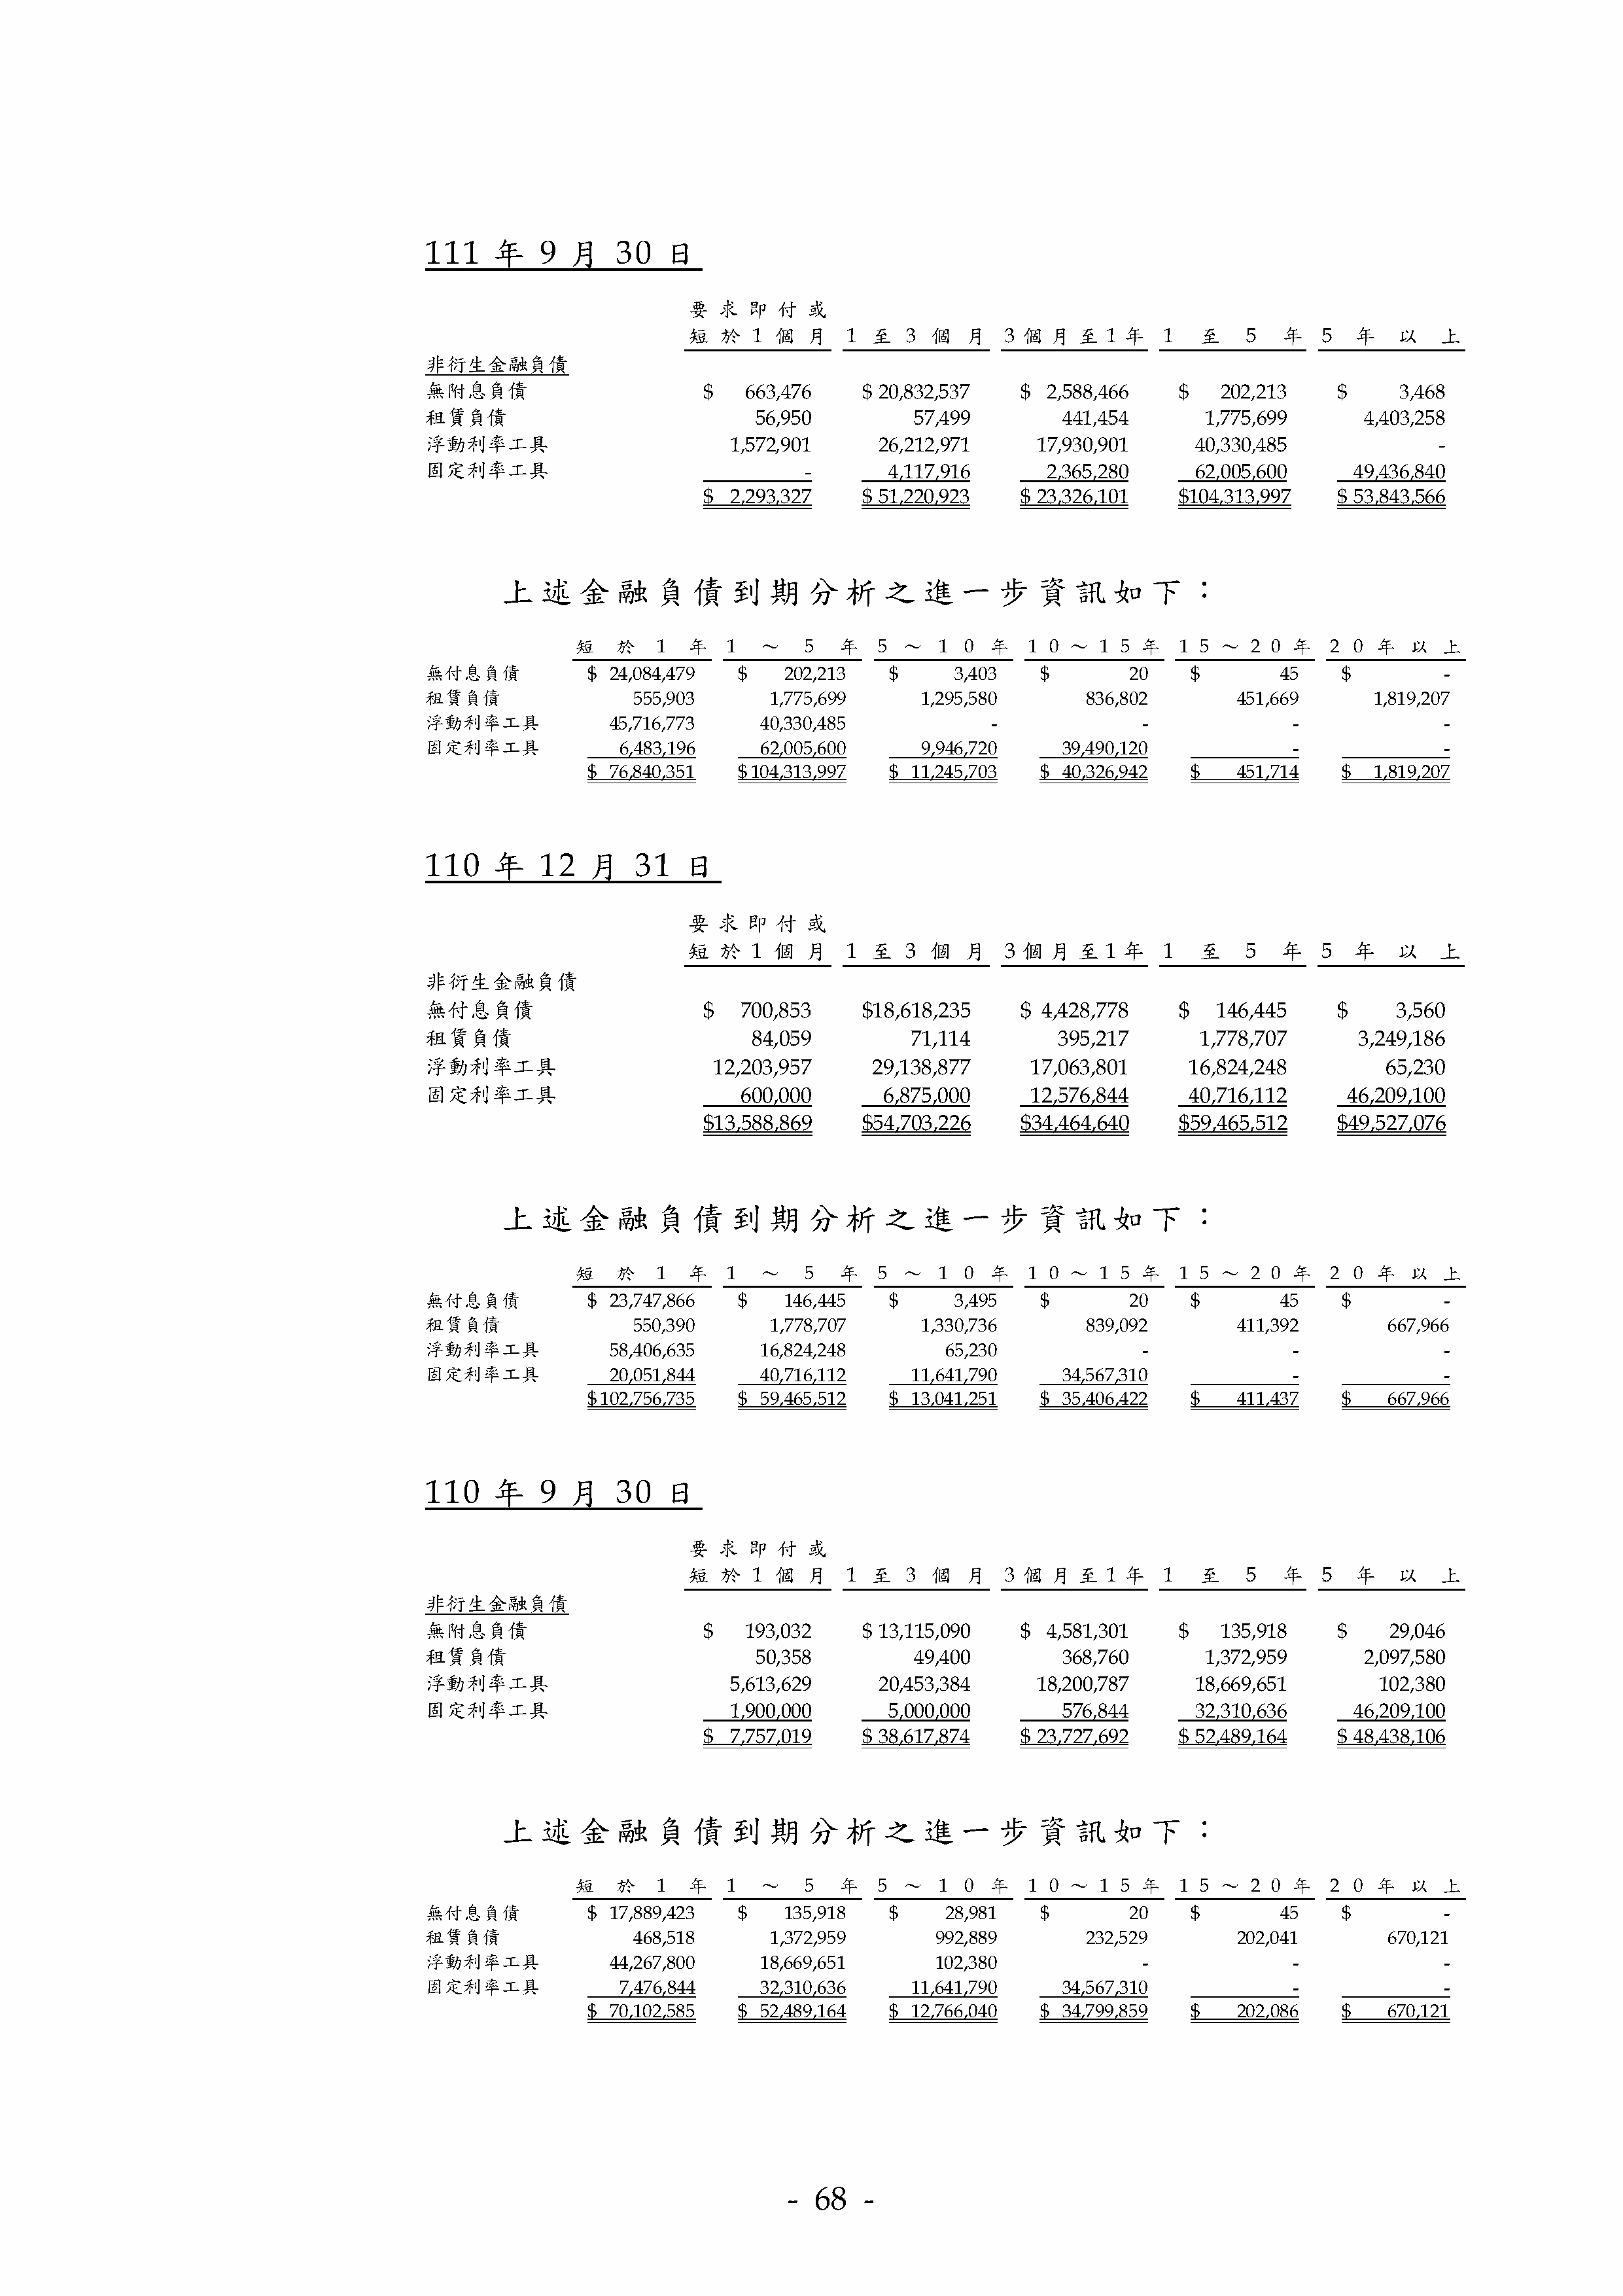 111 年 9 月 30 日
要求即付或
短於1個月 1至3個月 3個月至1年 1至5年 5年以上
非衍生金融負債
無附息負債 $ 663,476 $ 20,832,537 $ 2,588,466 $ 202,213 $ 3,468
租賃負債 56,950 57,499 441,454 1,775,699 4,403,258
浮動利率工具 1,572,901 26,212,971 17,930,901 40,330,485 -
固定利率工具 - 4,117,916 2,365,280 62,005,600 49,436,840
$ 2,293,327 $ 51,220,923 $ 23,326,101 $104,313,997 $ 53,843,566
上述金融負債到期分析之進一步資訊如下：
短於1年 1～5年 5～10年 10～15年 15～20年 20年以上
無付息負債 $ 24,084,479 $ 202,213 $ 3,403 $ 20 $ 45 $ -
租賃負債 555,903 1,775,699 1,295,580 836,802 451,669 1,819,207
浮動利率工具 45,716,773 40,330,485 - - - -
固定利率工具 6,483,196 62,005,600 9,946,720 39,490,120 - -
$ 76,840,351 $ 104,313,997 $ 11,245,703 $ 40,326,942 $ 451,714 $ 1,819,207
110 年 12 月 31 日
要求即付或
短於1個月 1至3個月 3個月至1年 1至5年 5年以上
非衍生金融負債
無付息負債 $ 700,853 $18,618,235 $ 4,428,778 $ 146,445 $ 3,560
租賃負債 84,059 71,114 395,217 1,778,707 3,249,186
浮動利率工具 12,203,957 29,138,877 17,063,801 16,824,248 65,230
固定利率工具 600,000 6,875,000 12,576,844 40,716,112 46,209,100
$13,588,869 $54,703,226 $34,464,640 $59,465,512 $49,527,076
上述金融負債到期分析之進一步資訊如下：
短於1年 1～5年 5～10年 10～15年 15～20年 20年以上
無付息負債 $ 23,747,866 $ 146,445 $ 3,495 $ 20 $ 45 $ -
租賃負債 550,390 1,778,707 1,330,736 839,092 411,392 667,966
浮動利率工具 58,406,635 16,824,248 65,230 - - -
固定利率工具 20,051,844 40,716,112 11,641,790 34,567,310 - -
$102,756,735 $ 59,465,512 $ 13,041,251 $ 35,406,422 $ 411,437 $ 667,966
110 年 9 月 30 日
要求即付或
短於1個月 1至3個月 3個月至1年 1至5年 5年以上
非衍生金融負債
無附息負債 $ 193,032 $ 13,115,090 $ 4,581,301 $ 135,918 $ 29,046
租賃負債 50,358 49,400 368,760 1,372,959 2,097,580
浮動利率工具 5,613,629 20,453,384 18,200,787 18,669,651 102,380
固定利率工具 1,900,000 5,000,000 576,844 32,310,636 46,209,100
$ 7,757,019 $ 38,617,874 $ 23,727,692 $ 52,489,164 $ 48,438,106
上述金融負債到期分析之進一步資訊如下：
短於1年 1～5年 5～10年 10～15年 15～20年 20年以上
無付息負債 $ 17,889,423 $ 135,918 $ 28,981 $ 20 $ 45 $ -
租賃負債 468,518 1,372,959 992,889 232,529 202,041 670,121
浮動利率工具 44,267,800 18,669,651 102,380 - - -
固定利率工具 7,476,844 32,310,636 11,641,790 34,567,310 - -
$ 70,102,585 $ 52,489,164 $ 12,766,040 $ 34,799,859 $ 202,086 $ 670,121
- 68 -